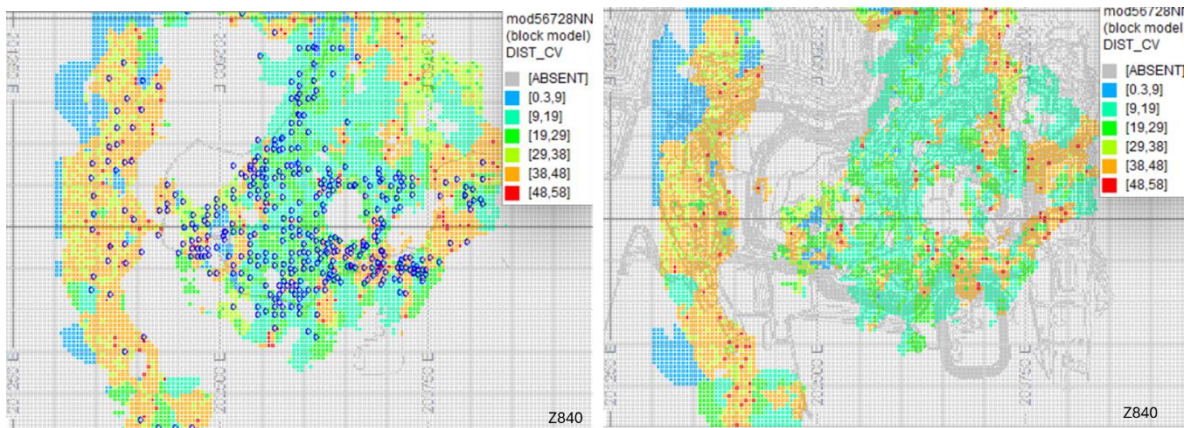 mod56728NN
(block model)
DIST_CV
[ABSENT]
[0.3,9]
[9,19]
[19,29]
[29,38]
[38,48]
[48,58]
202500 E
Z840
mod56728NN
(block model)
DIST_CV
[ABSENT]
[0.3,9]
[9,19]
[19,29]
[29,38]
[38,48]
[48,58]
202500 E
Z840